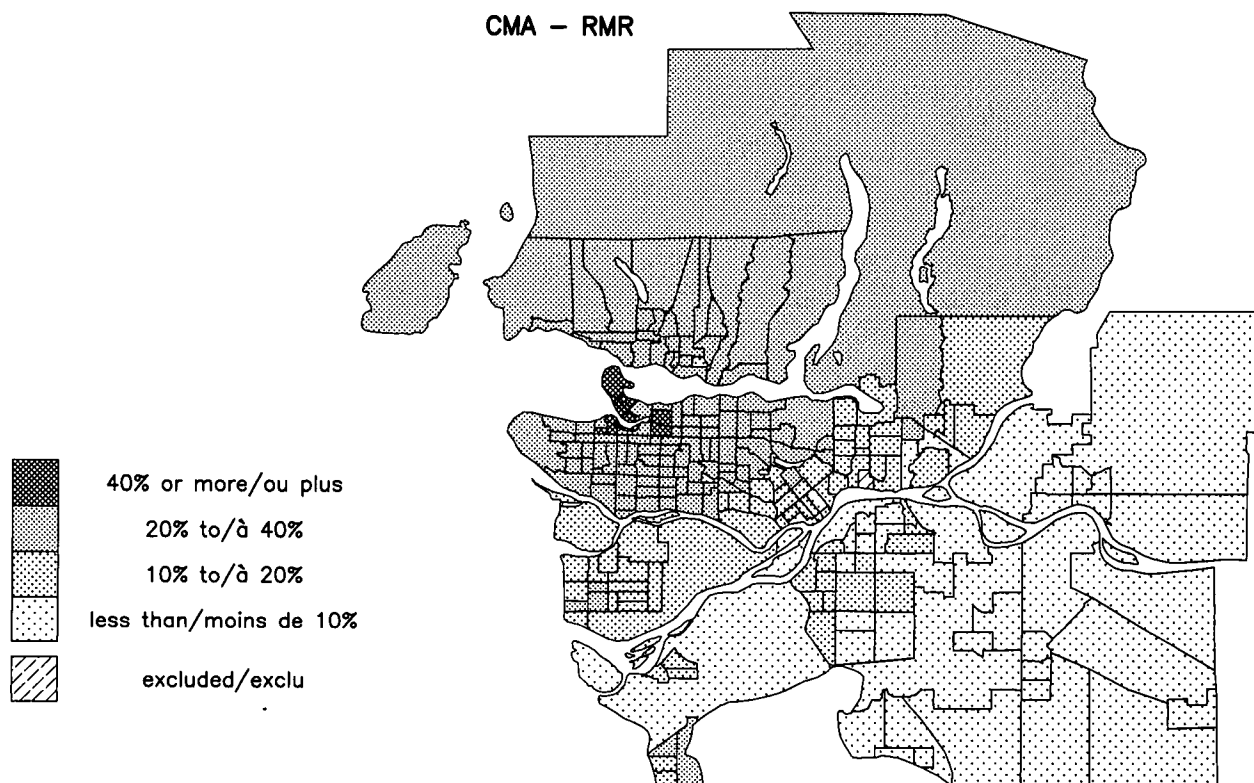 CMA – RMR
40% or more/ou plus
20% to/à 40%
10% to/à 20%
less than/moins de 10%
excluded/exclu